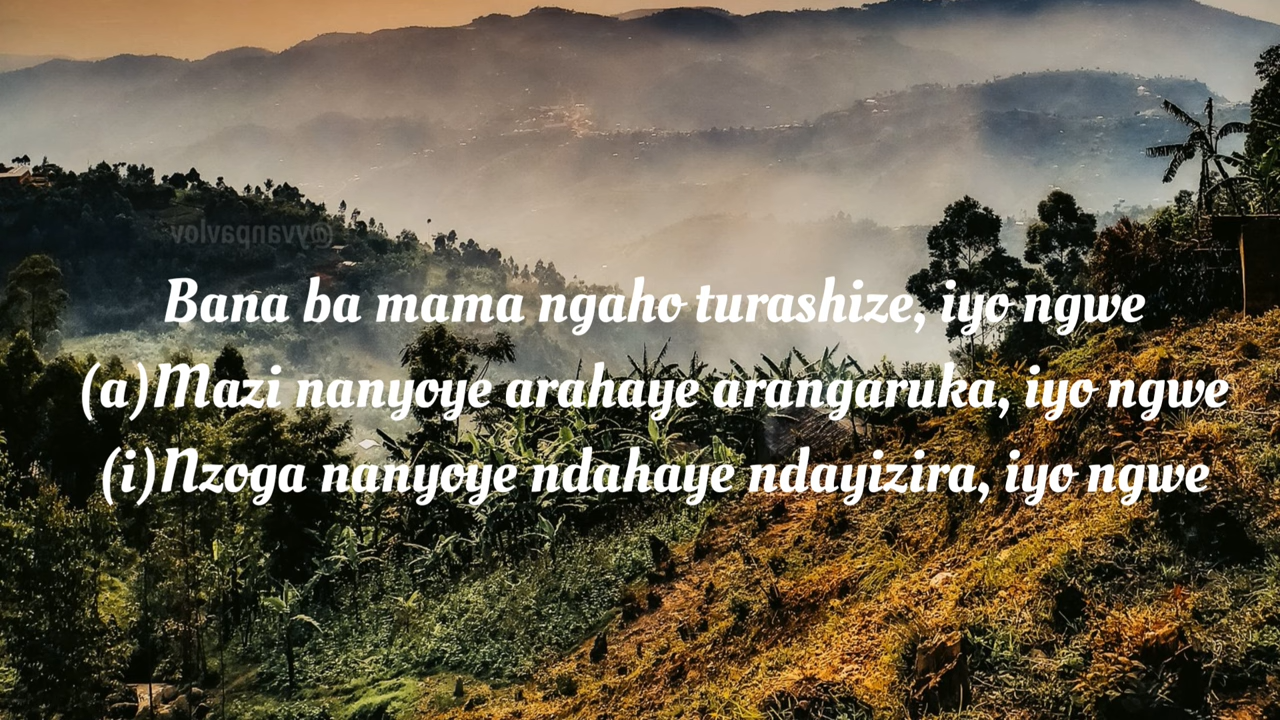 @yvanpavlov
Bana ba mama ngaho turashize, iyo ngwe
(a)Mazi nanyoye arahaye arangaruka, iyo ngwe
(i)Nzoga nanyoye ndahaye ndayizira, iyo ngwe